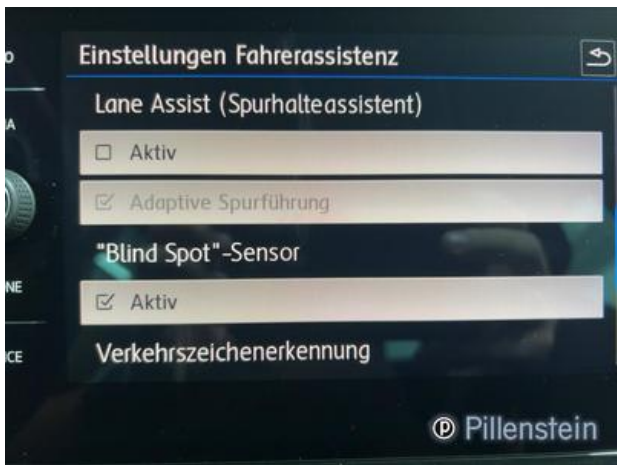 Einstellungen Fahrerassistenz
Lane Assist (Spurhalteassistent)
Aktiv
Adaptive Spurführung
"Blind Spot"-Sensor
Aktiv
Verkehrszeichenerkennung
Pillenstein